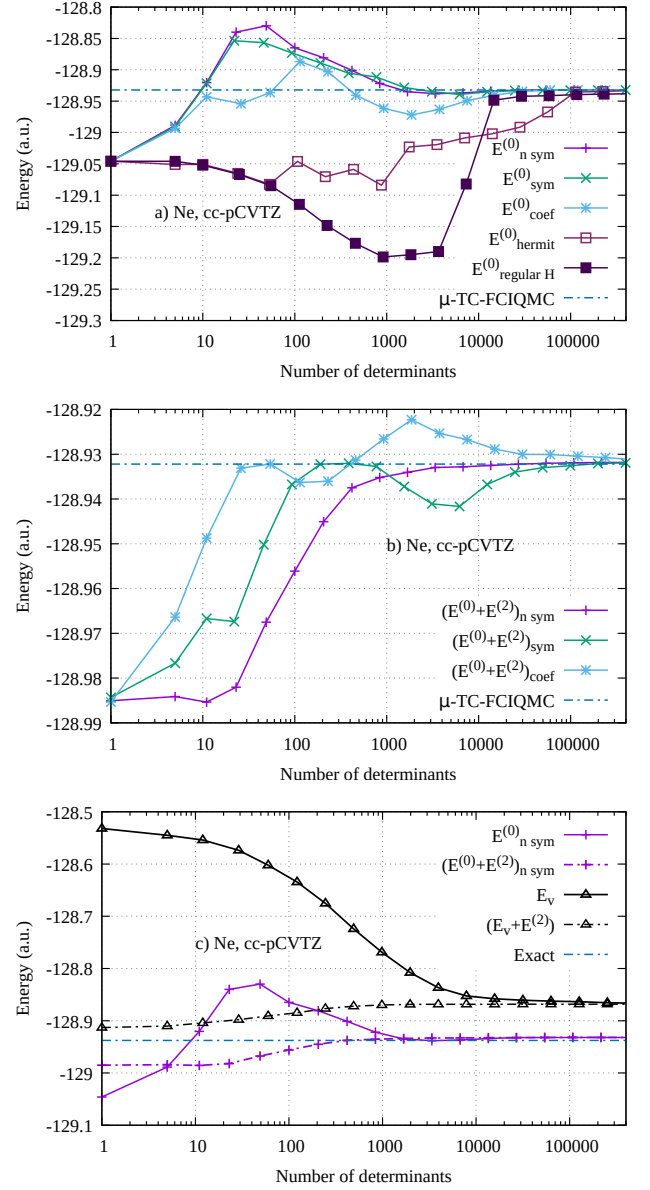 -128.8
-128.85
-128.9
-128.95
-129
-129.05
-129.1
-129.15
-129.2
-129.25
-129.3
Energy (a.u.)
a) Ne, cc-pCVTZ
E(0)n sym
E(0)sym
E(0)coef
E(0)hermit
E(0)regular H
μ-TC-FCIQMC
1 10 100 1000 10000 100000
Number of determinants
-128.92
-128.93
-128.94
-128.95
-128.96
-128.97
-128.98
-128.99
Energy (a.u.)
b) Ne, cc-pCVTZ
(E(0)+E(2))n sym
(E(0)+E(2))sym
(E(0)+E(2))coef
μ-TC-FCIQMC
1 10 100 1000 10000 100000
Number of determinants
-128.5
-128.6
-128.7
-128.8
-128.9
-129
-129.1
Energy (a.u.)
c) Ne, cc-pCVTZ
E(0)n sym
(E(0)+E(2))n sym
Ev
(Ev+E(2))
Exact
1 10 100 1000 10000 100000
Number of determinants